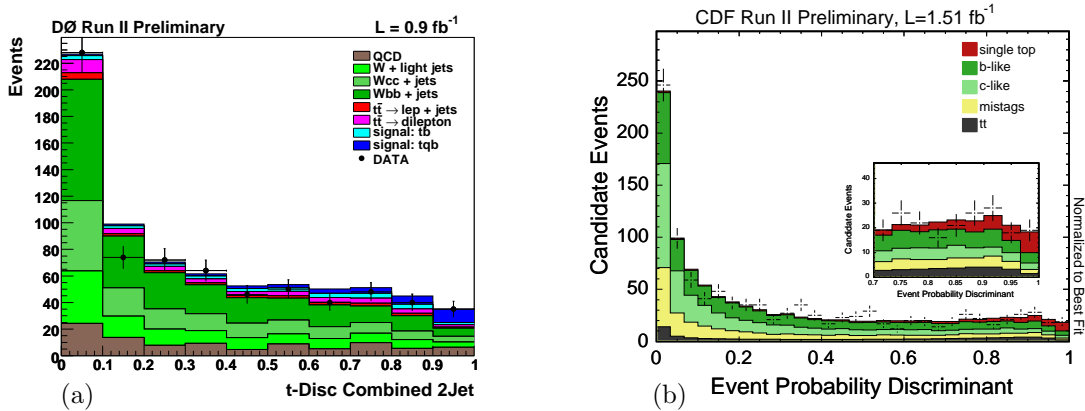 DØ Run II Preliminary L = 0.9 fb⁻¹
Events
220
200
180
160
140
120
100
80
60
40
20
0
QCD
W + light jets
Wcc + jets
Wbb + jets
tt̄ → lep + jets
tt̄ → dilepton
signal: tb
signal: tqb
DATA
0 0.1 0.2 0.3 0.4 0.5 0.6 0.7 0.8 0.9 1
t-Disc Combined 2Jet
(a)
CDF Run II Preliminary, L=1.51 fb⁻¹
Candidate Events
250
200
150
100
50
0
single top
b-like
c-like
mistags
tt
Candidate Events
40
30
20
10
0
0.7 0.75 0.8 0.85 0.9 0.95 1
Event Probability Discriminant
Normalized to Best Fit
0 0.2 0.4 0.6 0.8 1
Event Probability Discriminant
(b)